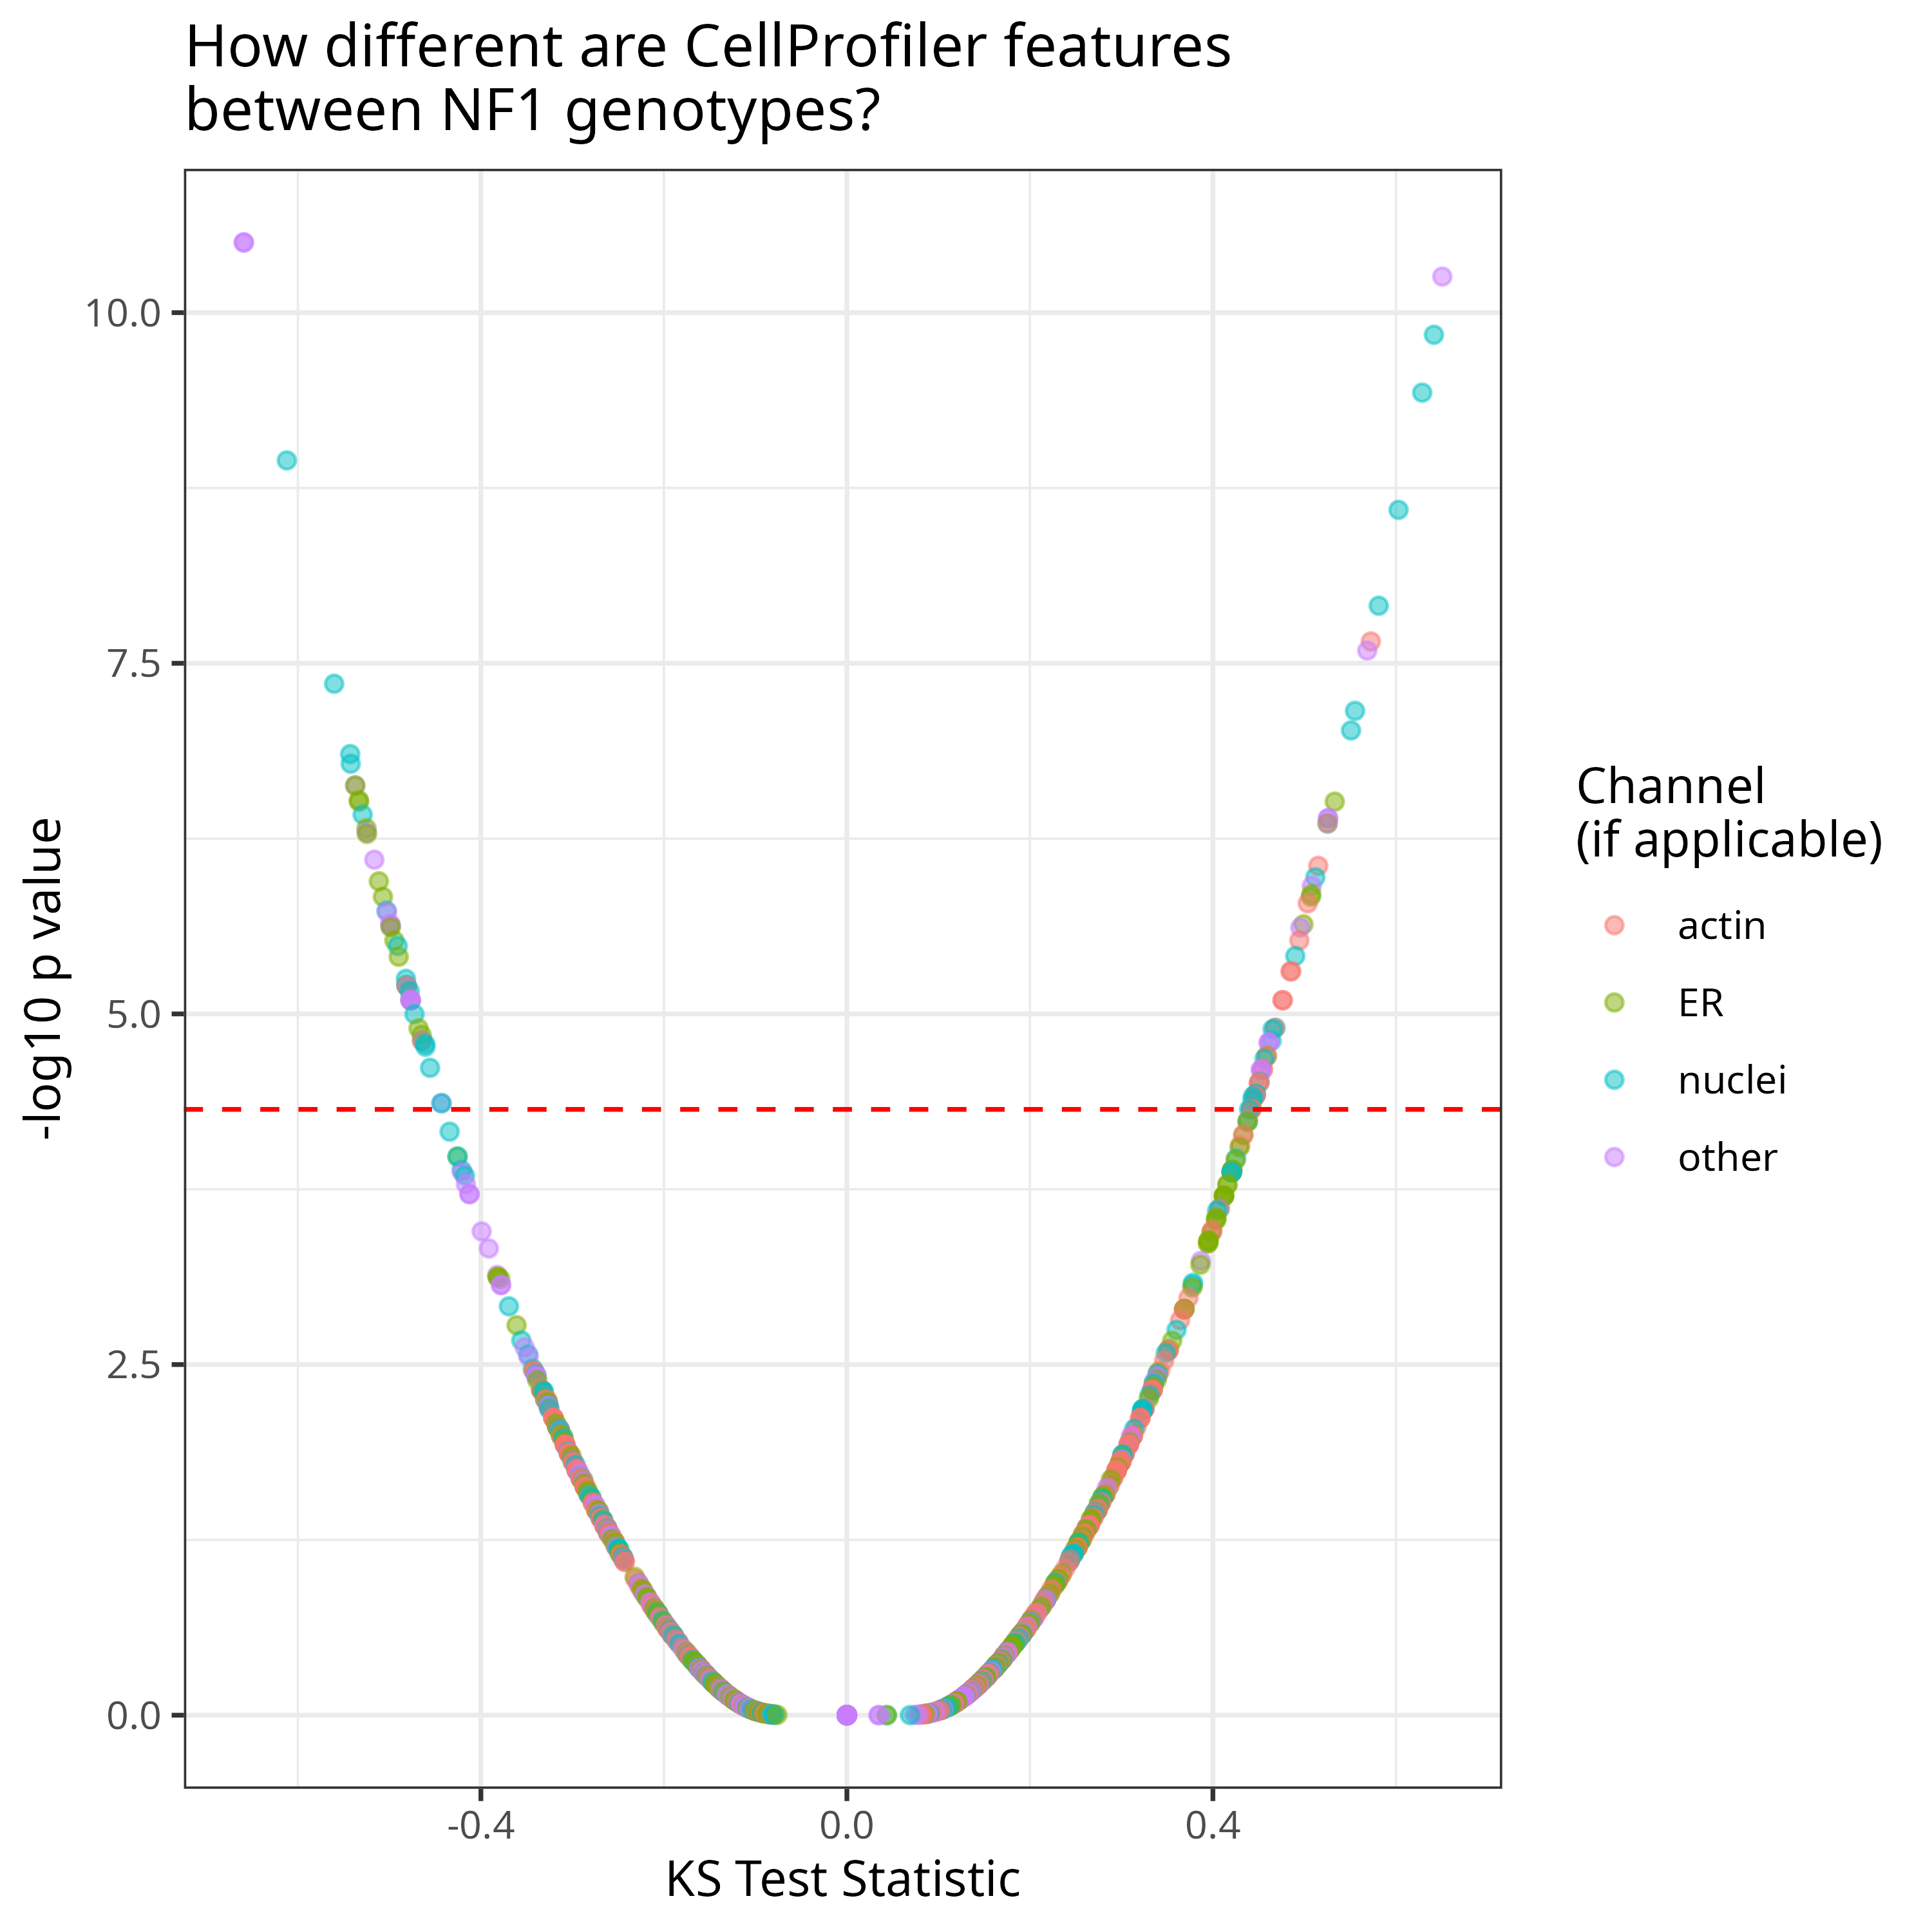 How different are CellProfiler features
between NF1 genotypes?
-log10 p value
10.0
7.5
5.0
2.5
0.0
-0.4
0.0
0.4
KS Test Statistic
Channel
(if applicable)
actin
ER
nuclei
other